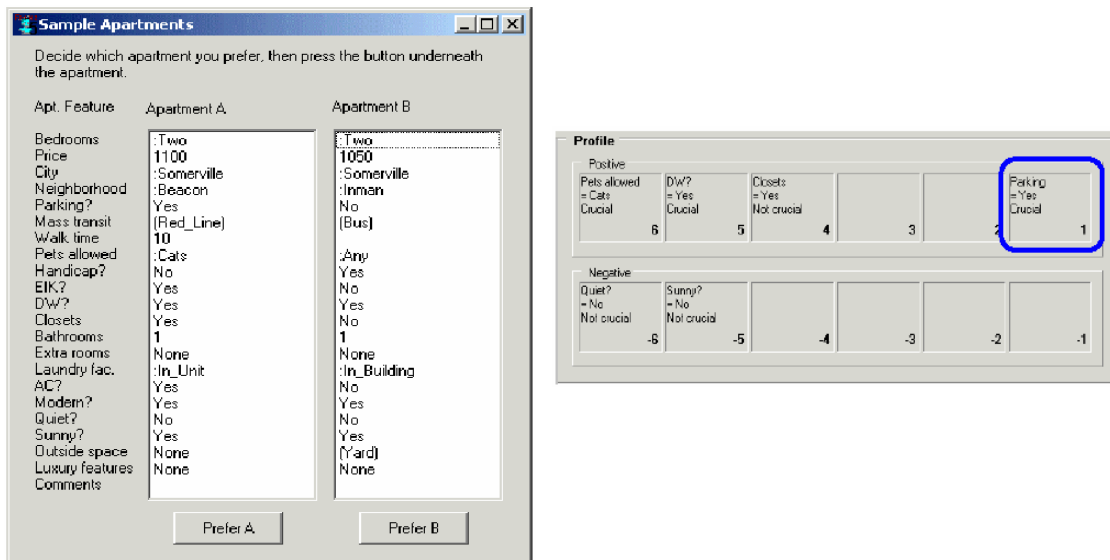 Sample Apartments
Decide which apartment you prefer, then press the button underneath
the apartment.
Apt. Feature Apartment A Apartment B
Bedrooms :Two :Two
Price 1100 1050
City :Somerville :Somerville
Neighborhood :Beacon :Inman
Parking? Yes No
Mass transit (Red_Line) (Bus)
Walk time 10
Pets allowed :Cats :Any
Handicap? No Yes
EIK? Yes No
DW? Yes Yes
Closets Yes No
Bathrooms 1 1
Extra rooms None None
Laundry fac. :In_Unit :In_Building
AC? Yes No
Modern? Yes Yes
Quiet? No No
Sunny? Yes Yes
Outside space None (Yard)
Luxury features None None
Comments
Prefer A Prefer B
Profile
Positive
Pets allowed DW? Closets Parking
= Cats = Yes = Yes = Yes
Crucial Crucial Not crucial Crucial
6 5 4 3 2 1
Negative
Quiet? Sunny?
= No = No
Not crucial Not crucial
-6 -5 -4 -3 -2 -1